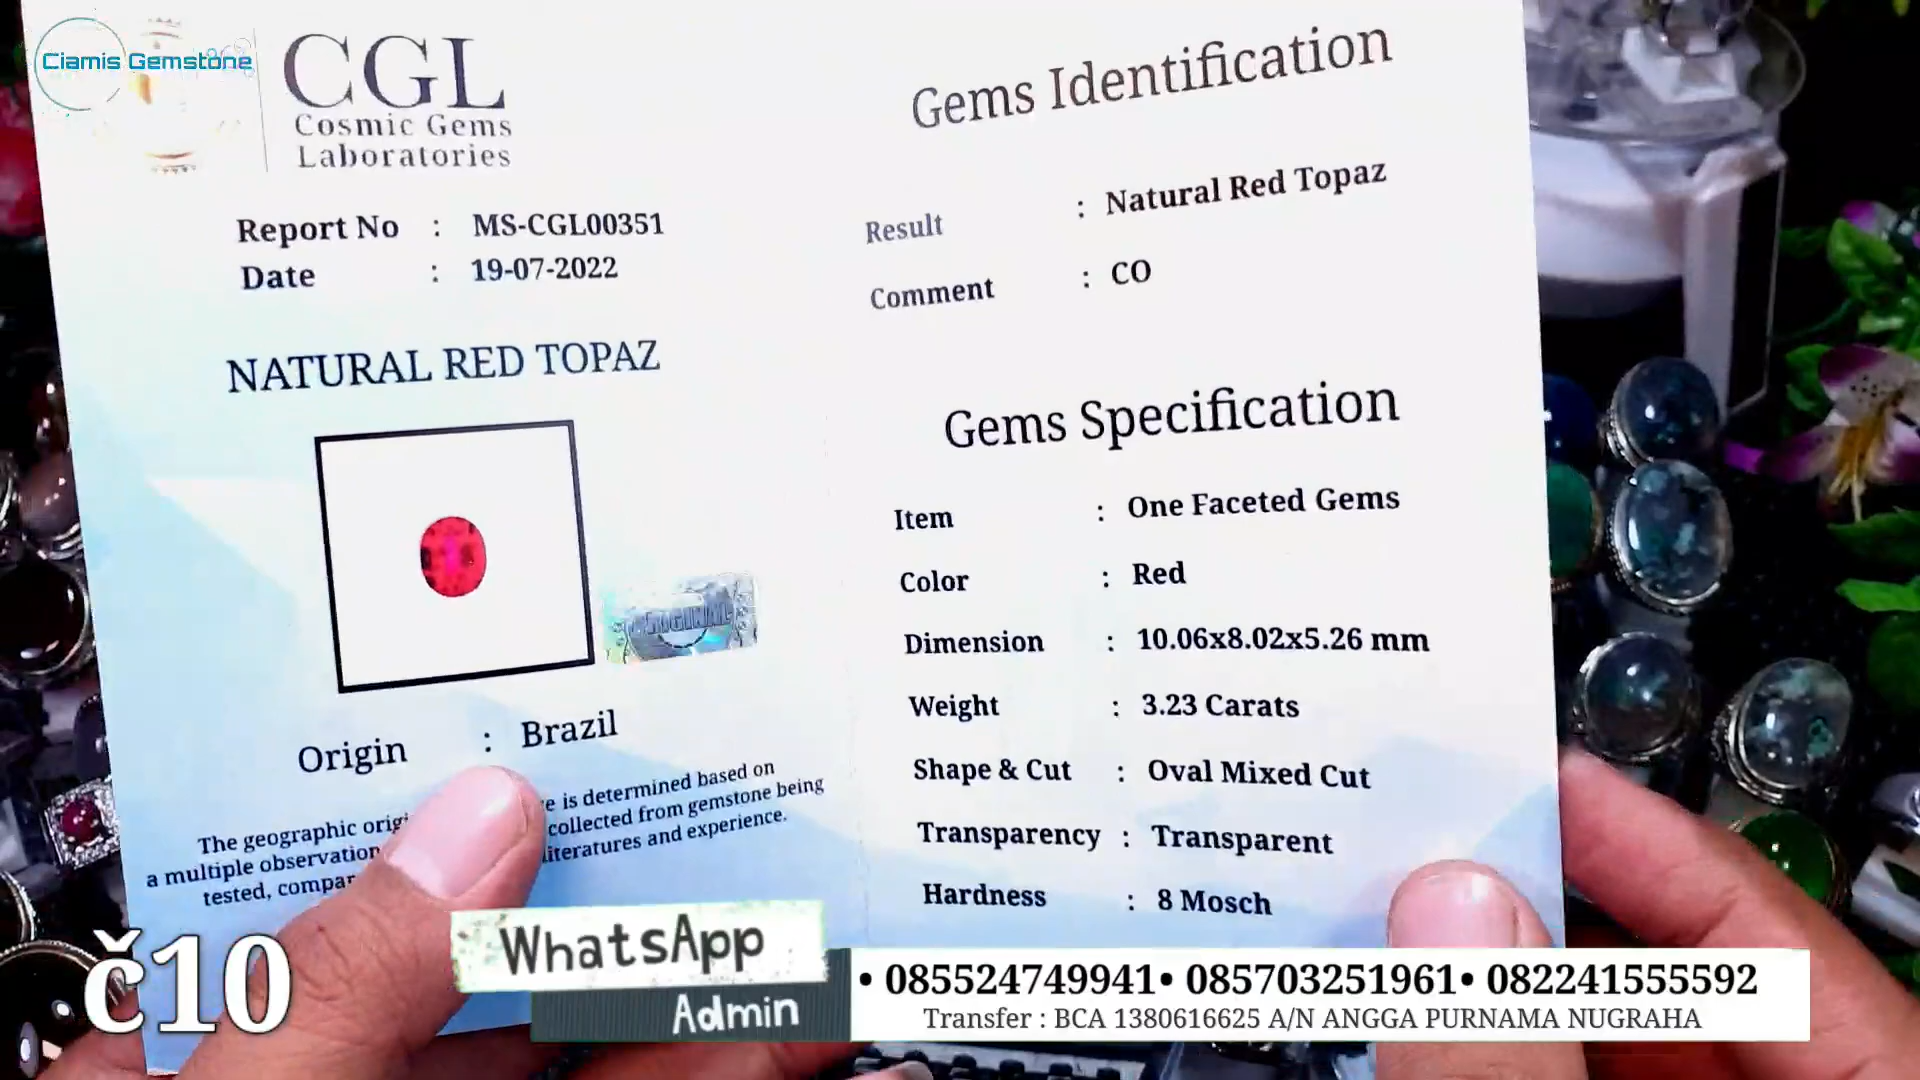 Ciamis Gemstone
CGL
Cosmic Gems
Laboratories
Report No : MS-CGL00351
Date : 19-07-2022
NATURAL RED TOPAZ
ORIGINAL
Origin : Brazil
The geographic origi e is determined based on
a multiple observation collected from gemstone being
tested, compar literatures and experience.
Gems Identification
Result : Natural Red Topaz
Comment : CO
Gems Specification
Item : One Faceted Gems
Color : Red
Dimension : 10.06x8.02x5.26 mm
Weight : 3.23 Carats
Shape & Cut : Oval Mixed Cut
Transparency : Transparent
Hardness : 8 Mosch
č10
WhatsApp
Admin
• 085524749941• 085703251961• 082241555592
Transfer : BCA 1380616625 A/N ANGGA PURNAMA NUGRAHA